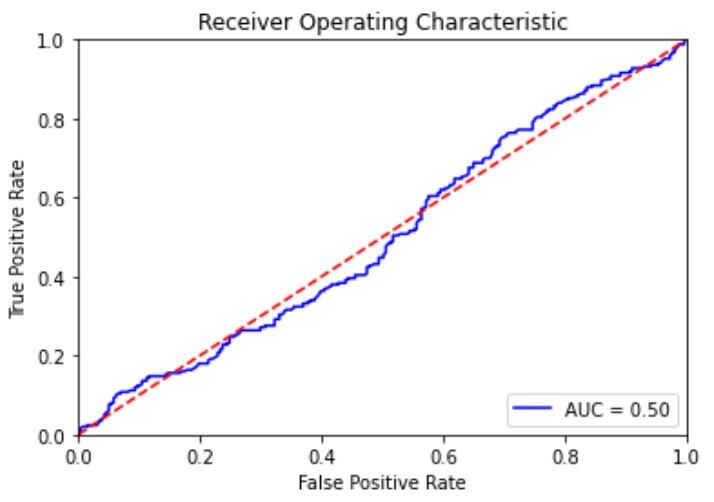 Receiver Operating Characteristic
1.0
0.8
0.6
0.4
0.2
0.0
True Positive Rate
AUC = 0.50
0.0 0.2 0.4 0.6 0.8 1.0
False Positive Rate